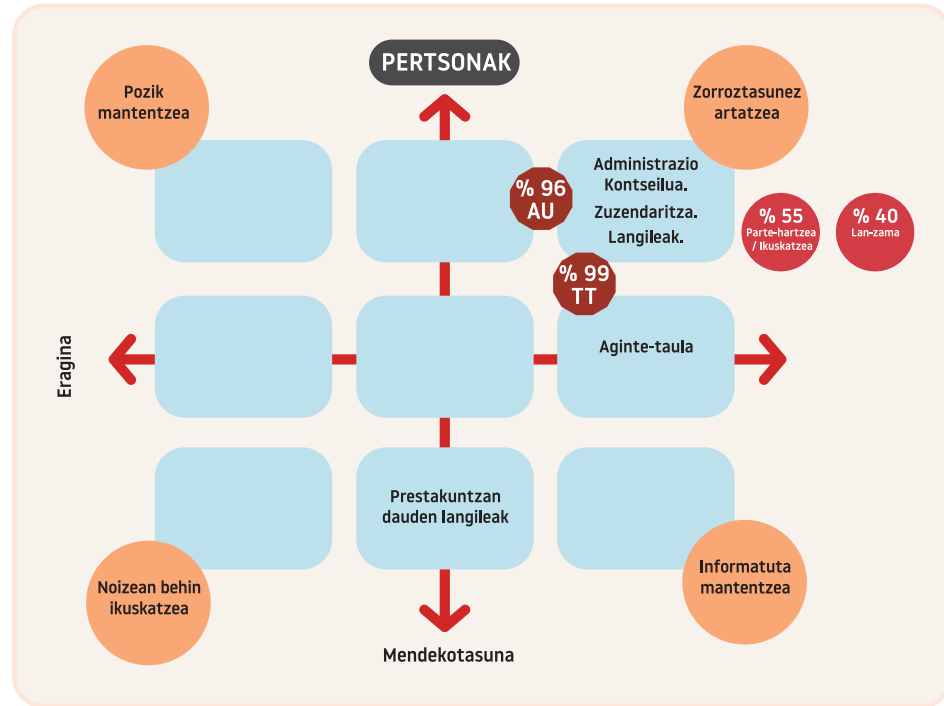 PERTSONAK
Pozik
mantentzea
Zorroztasunez
artatzea
Administrazio
Kontseilua.
Zuzendaritza.
Langileak.
% 96
AU
% 55
Parte-hartzea
/ Ikuskatzea
% 40
Lan-zama
% 99
TT
Eragina
Aginte-taula
Prestakuntzan
dauden langileak
Noizean behin
ikuskatzea
Informatuta
mantentzea
Mendekotasuna